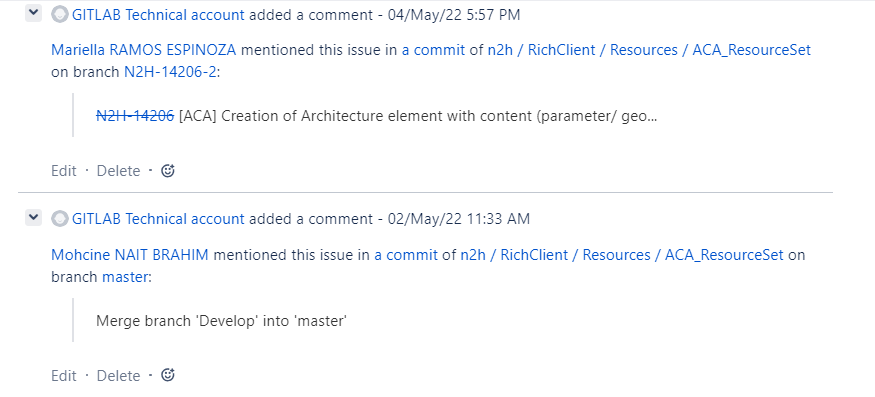 GITLAB Technical account added a comment - 04/May/22 5:57 PM
Mariella RAMOS ESPINOZA mentioned this issue in a commit of n2h / RichClient / Resources / ACA_ResourceSet
on branch N2H-14206-2:
N2H-14206 [ACA] Creation of Architecture element with content (parameter/ geo...
Edit · Delete ·
GITLAB Technical account added a comment - 02/May/22 11:33 AM
Mohcine NAIT BRAHIM mentioned this issue in a commit of n2h / RichClient / Resources / ACA_ResourceSet on
branch master:
Merge branch 'Develop' into 'master'
Edit · Delete ·